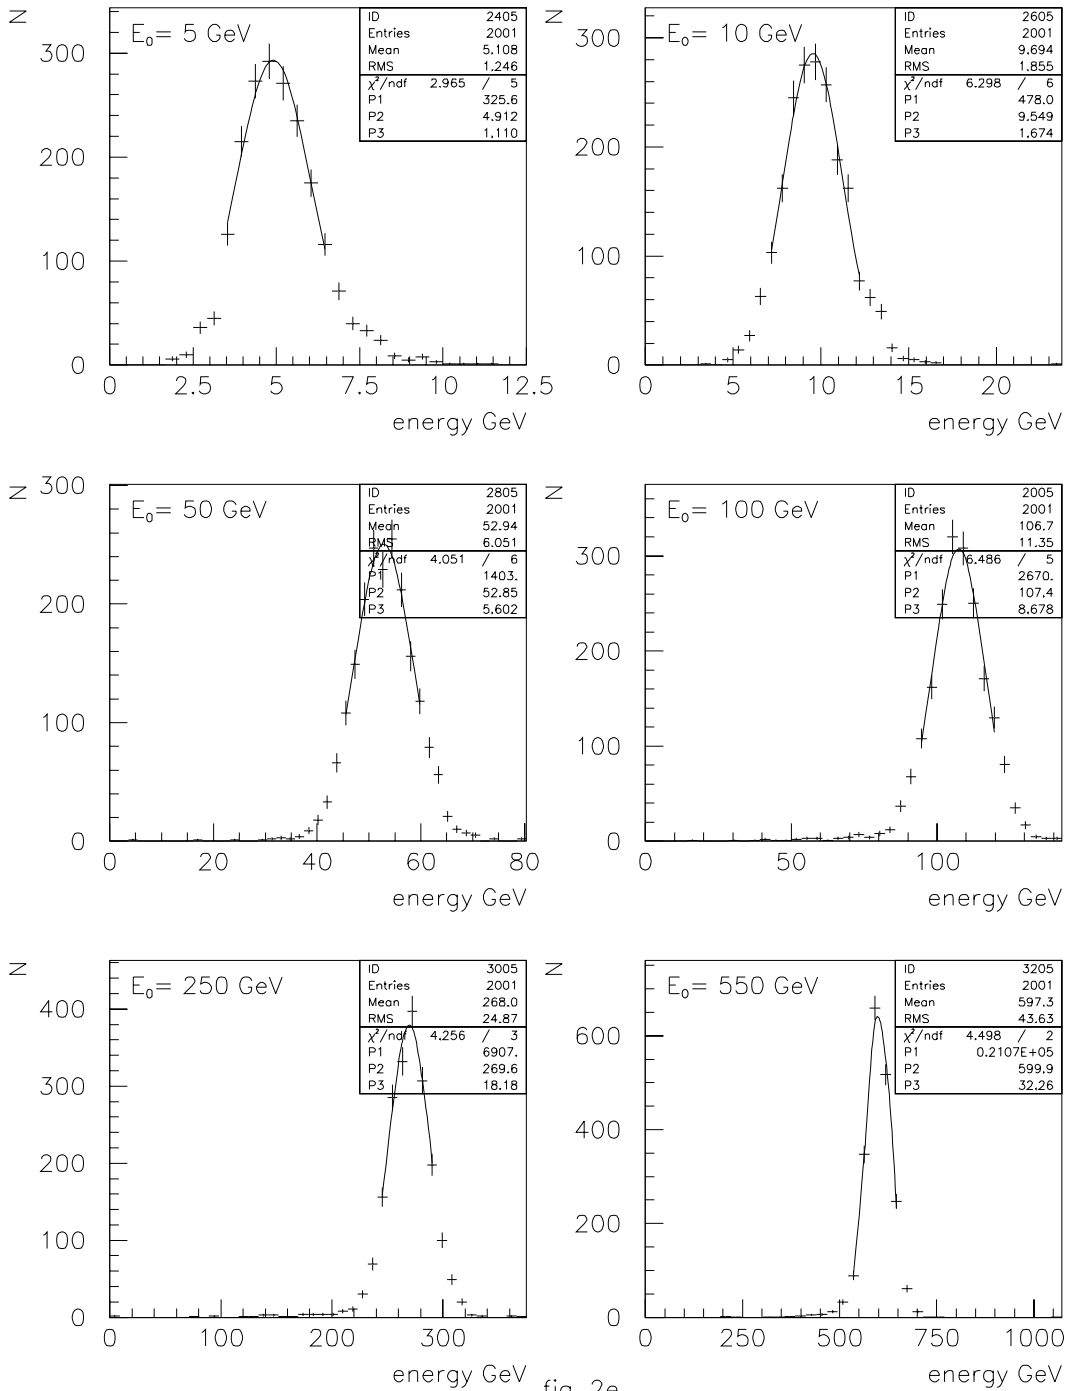 E0= 5 GeV
ID 2405
Entries 2001
Mean 5.108
RMS 1.246
χ²/ndf 2.965 / 5
P1 325.6
P2 4.912
P3 1.110
N
300
200
100
0
0 2.5 5 7.5 10 12.5
energy GeV
E0= 10 GeV
ID 2605
Entries 2001
Mean 9.694
RMS 1.855
χ²/ndf 6.298 / 6
P1 478.0
P2 9.549
P3 1.674
N
300
200
100
0
0 5 10 15 20
energy GeV
E0= 50 GeV
ID 2805
Entries 2001
Mean 52.94
RMS 6.051
χ²/ndf 4.051 / 6
P1 1403.
P2 52.85
P3 5.602
N
300
200
100
0
0 20 40 60 80
energy GeV
E0= 100 GeV
ID 2005
Entries 2001
Mean 106.7
RMS 11.35
χ²/ndf 6.486 / 5
P1 2670.
P2 107.4
P3 8.678
N
300
200
100
0
0 50 100
energy GeV
E0= 250 GeV
ID 3005
Entries 2001
Mean 268.0
RMS 24.87
χ²/ndf 4.256 / 3
P1 6907.
P2 269.6
P3 18.18
N
400
300
200
100
0
0 100 200 300
energy GeV
E0= 550 GeV
ID 3205
Entries 2001
Mean 597.3
RMS 43.63
χ²/ndf 4.498 / 2
P1 0.2107E+05
P2 599.9
P3 32.26
N
600
400
200
0
0 250 500 750 1000
energy GeV
fig. 2e